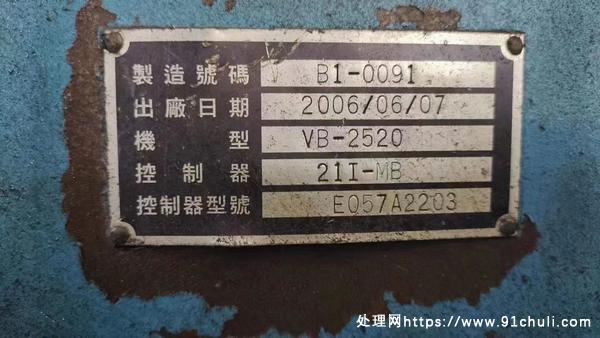 製造號碼 B1-0091
出廠日期 2006/06/07
機型 VB-2520
控制器 21I-MB
控制器型號 E057A2203
处理网https://www.91chuli.com/